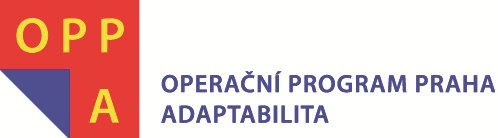 OPP
A
OPERAČNÍ PROGRAM PRAHA
ADAPTABILITA